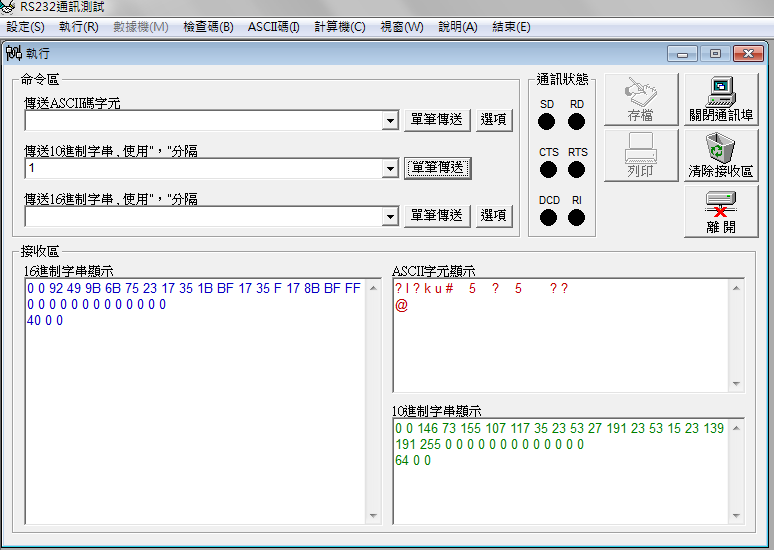 RS232通訊測試
設定(S) 執行(R) 數據機(M) 檢查碼(B) ASCII碼(I) 計算機(C) 視窗(W) 說明(A) 結束(E)
執行
命令區
傳送ASCII碼字元
單筆傳送 選項
傳送10進制字串 , 使用"，"分隔
1 單筆傳送
傳送16進制字串 , 使用"，"分隔
單筆傳送 選項
通訊狀態
SD RD
CTS RTS
DCD RI
存檔 關閉通訊埠
列印 清除接收區
離 開
接收區
16進制字串顯示
0 0 92 49 9B 6B 75 23 17 35 1B BF 17 35 F 17 8B BF FF
0 0 0 0 0 0 0 0 0 0 0 0 0
40 0 0
ASCII字元顯示
? I ? k u # 5 ? 5 ? ?
@
10進制字串顯示
0 0 146 73 155 107 117 35 23 53 27 191 23 53 15 23 139
191 255 0 0 0 0 0 0 0 0 0 0 0 0 0
64 0 0